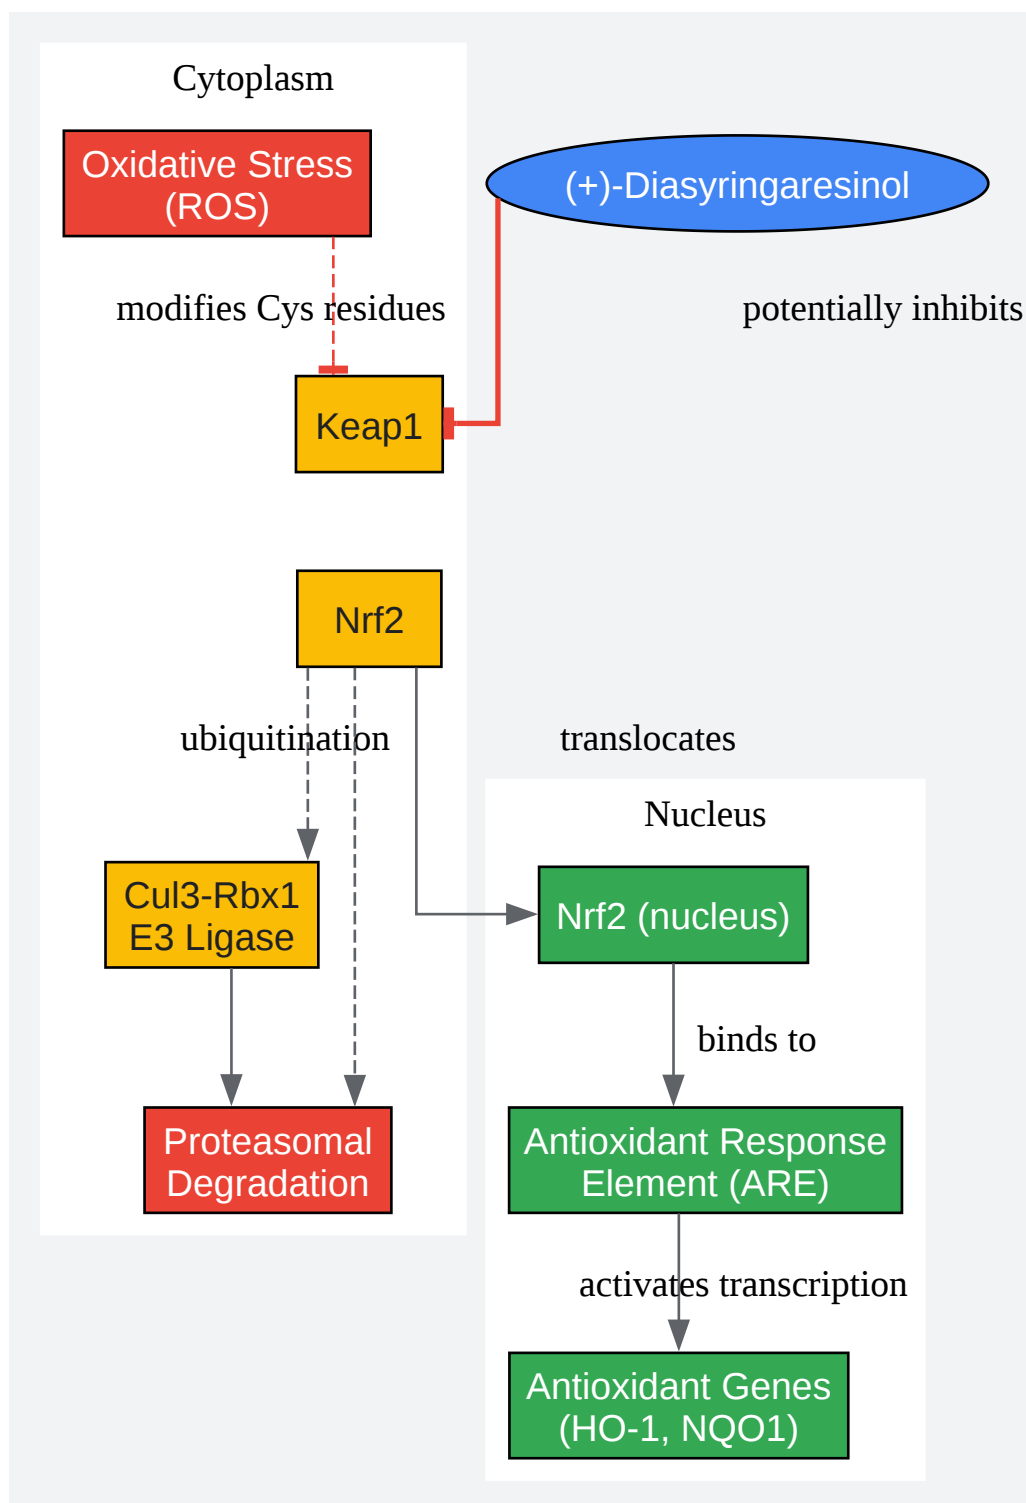 Cytoplasm
Oxidative Stress
(ROS)
(+)-Diasyringaresinol
modifies Cys residues
potentially inhibits
Keap1
Nrf2
ubiquitination
translocates
Nucleus
Cul3-Rbx1
E3 Ligase
Nrf2 (nucleus)
binds to
Proteasomal
Degradation
Antioxidant Response
Element (ARE)
activates transcription
Antioxidant Genes
(HO-1, NQO1)